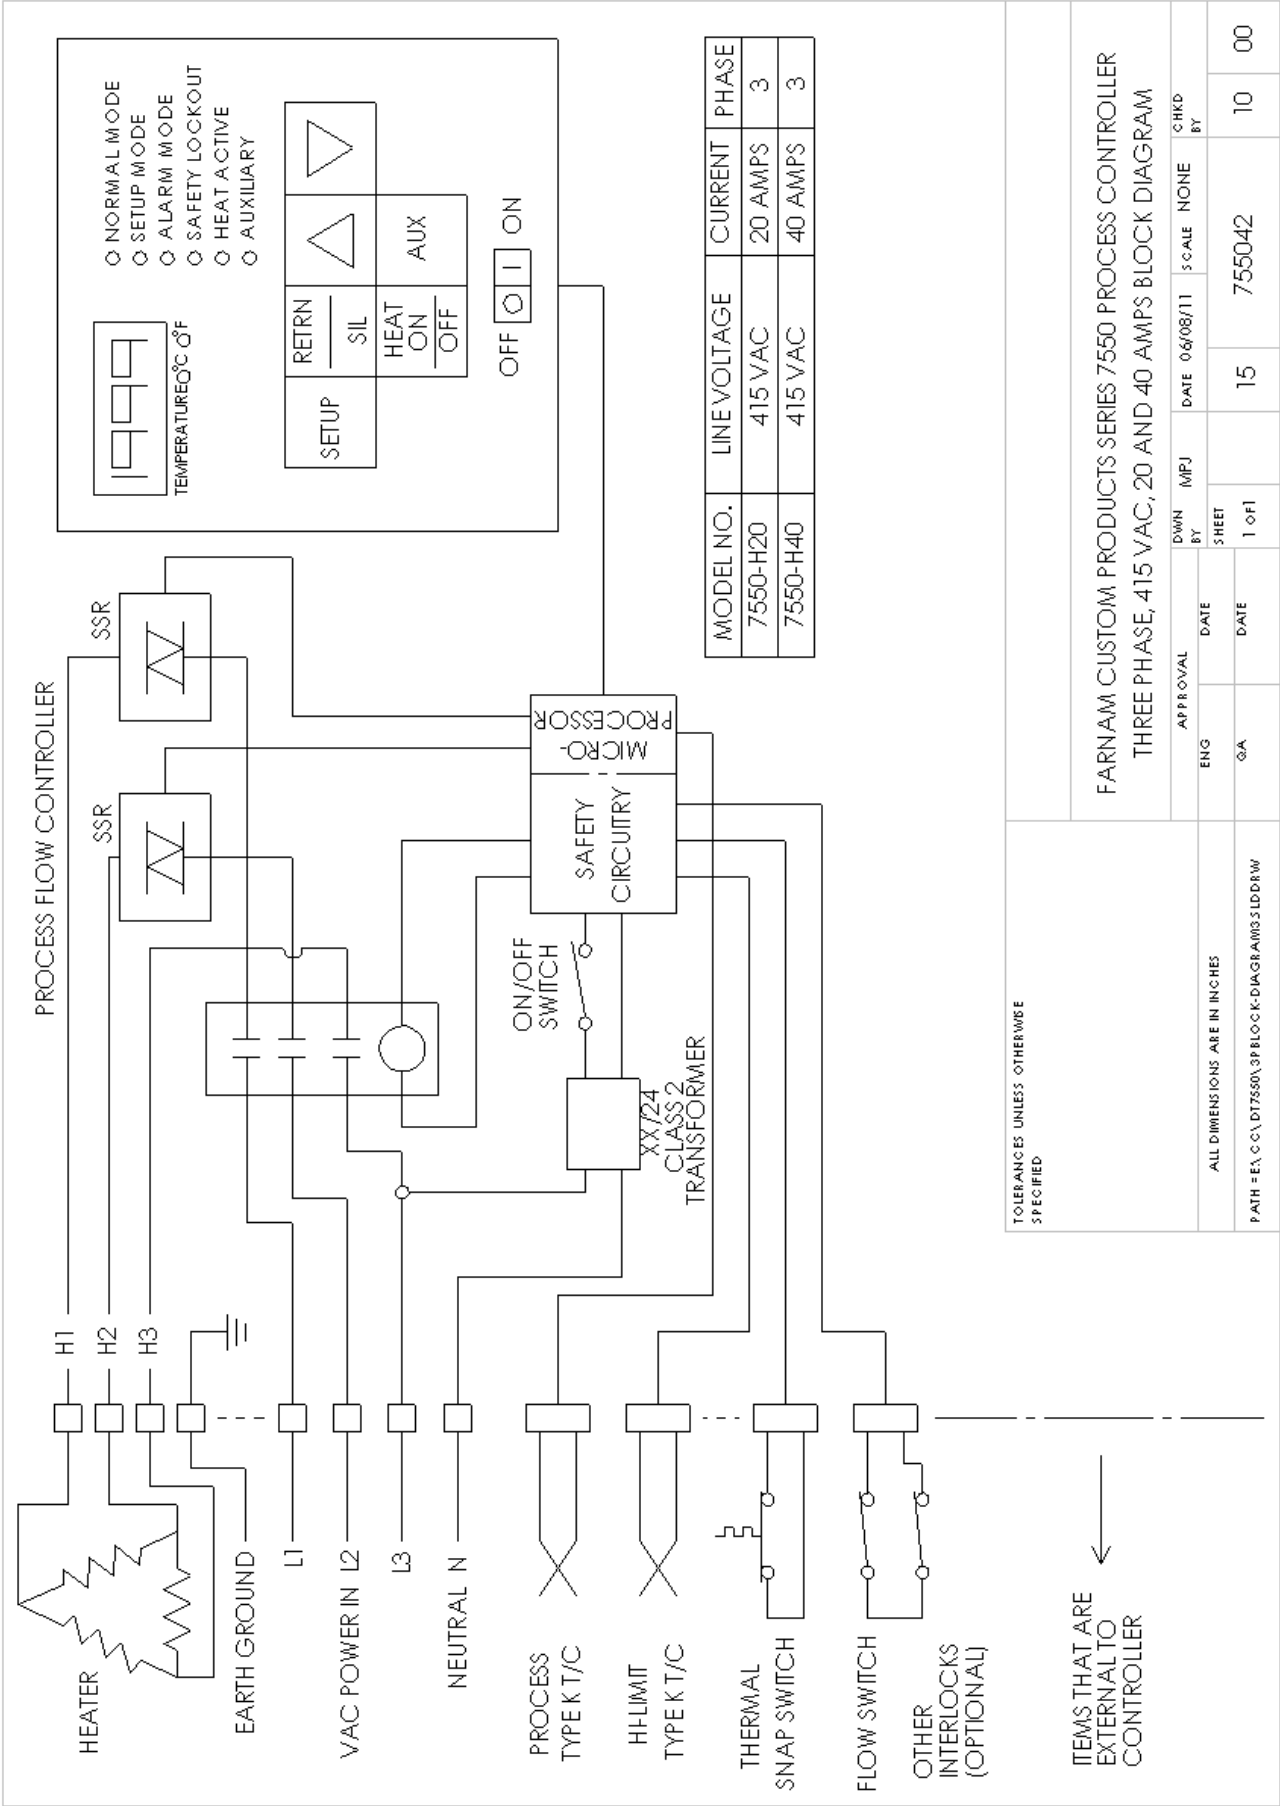 PROCESS FLOW CONTROLLER
HEATER
H1
H2
H3
EARTH GROUND
L1
VAC POWER IN L2
L3
NEUTRAL N
PROCESS
TYPE K T/C
HI-LIMIT
TYPE K T/C
THERMAL
SNAP SWITCH
FLOW SWITCH
OTHER
INTERLOCKS
(OPTIONAL)
ITEMS THAT ARE
EXTERNAL TO
CONTROLLER
SSR
SSR
ON/OFF
SWITCH
XX/24
CLASS 2
TRANSFORMER
SAFETY
CIRCUITRY
MICRO-
PROCESSOR
TEMPERATURE °C °F
NORMAL MODE
SETUP MODE
ALARM MODE
SAFETY LOCKOUT
HEAT ACTIVE
AUXILIARY
SETUP
RETRN
SIL
HEAT
ON
OFF
AUX
OFF
ON
MODEL NO. LINE VOLTAGE CURRENT PHASE
7550-H20 415 VAC 20 AMPS 3
7550-H40 415 VAC 40 AMPS 3
TOLERANCES UNLESS OTHERWISE
SPECIFIED
ALL DIMENSIONS ARE IN INCHES
PATH =E:\CC\DT7550\3PBLOCK-DIAGRAM3SLDDRW
FARNAM CUSTOM PRODUCTS SERIES 7550 PROCESS CONTROLLER
THREE PHASE, 415 VAC, 20 AND 40 AMPS BLOCK DIAGRAM
APPROVAL
ENG DATE
QA DATE
DWN BY MPJ
DATE 06/08/11
SCALE NONE
CHKD BY
SHEET
1 OF1
15
755042
10
00